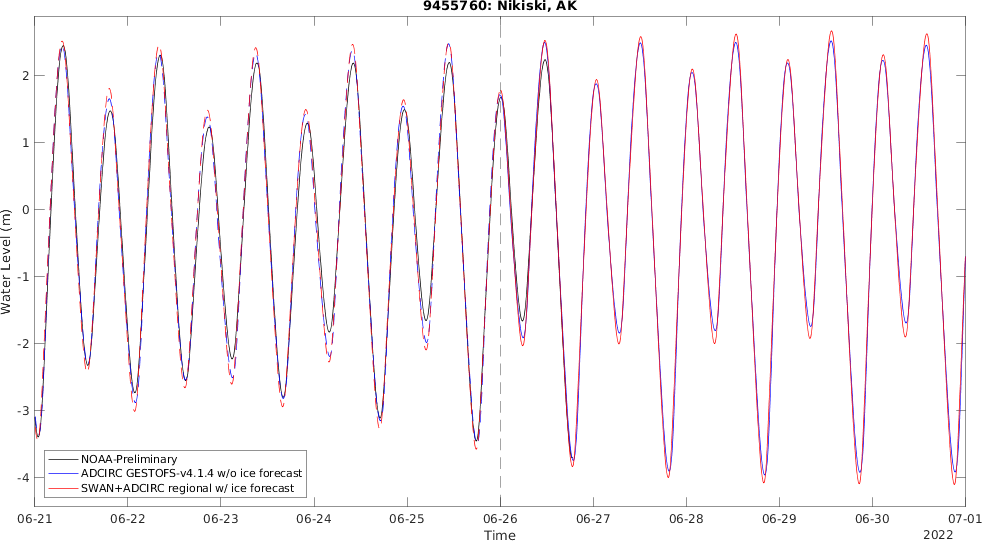 9455760: Nikiski, AK
Water Level (m)
2
1
0
-1
-2
-3
-4
NOAA-Preliminary
ADCIRC GESTOFS-v4.1.4 w/o ice forecast
SWAN+ADCIRC regional w/ ice forecast
06-21 06-22 06-23 06-24 06-25 06-26 06-27 06-28 06-29 06-30 07-01
Time
2022